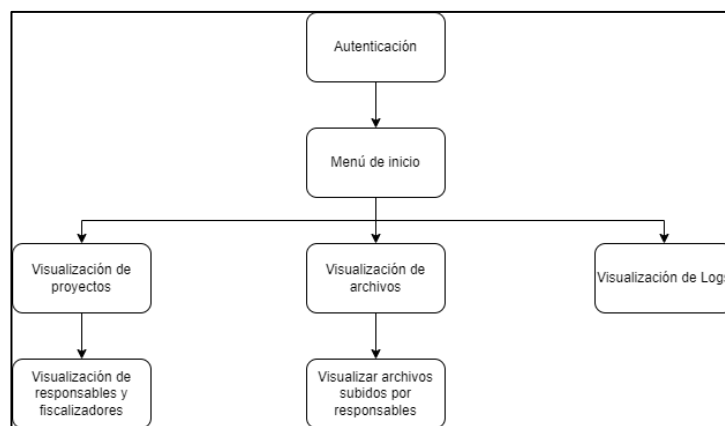 Autenticación
Menú de inicio
Visualización de
proyectos
Visualización de
archivos
Visualización de Logs
Visualización de
responsables y
fiscalizadores
Visualizar archivos
subidos por
responsables